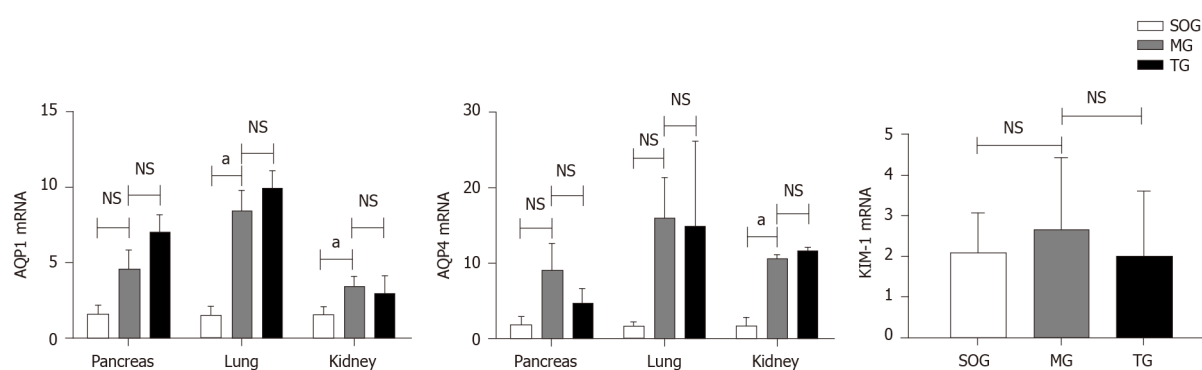 SOG
MG
TG
AQP1 mRNA
15
10
5
0
NS
NS
a
NS
a
NS
Pancreas
Lung
Kidney
AQP4 mRNA
30
20
10
0
NS
NS
NS
NS
a
NS
Pancreas
Lung
Kidney
KIM-1 mRNA
5
4
3
2
1
0
NS
NS
SOG
MG
TG